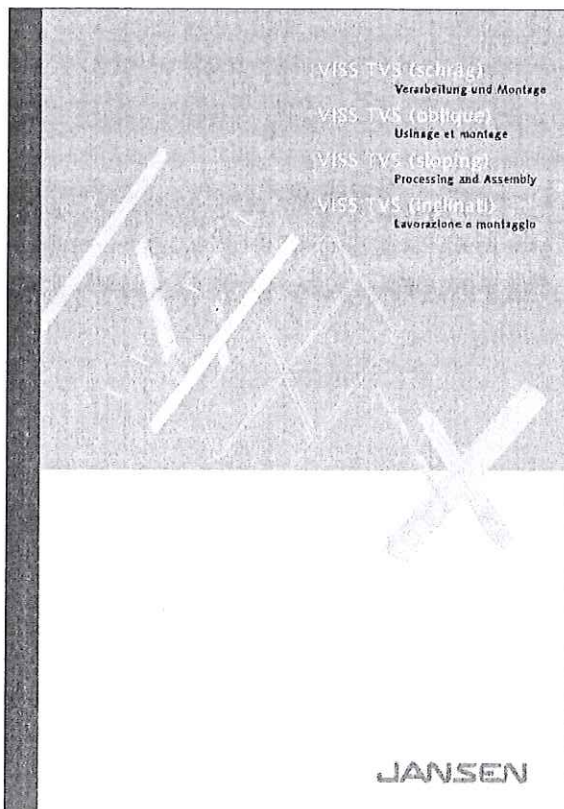 VISS TVS (schräg)
Verarbeitung und Montage
VISS TVS (oblique)
Usinage et montage
VISS TVS (sloping)
Processing and Assembly
VISS TVS (inclinati)
Lavorazione e montaggio
JANSEN